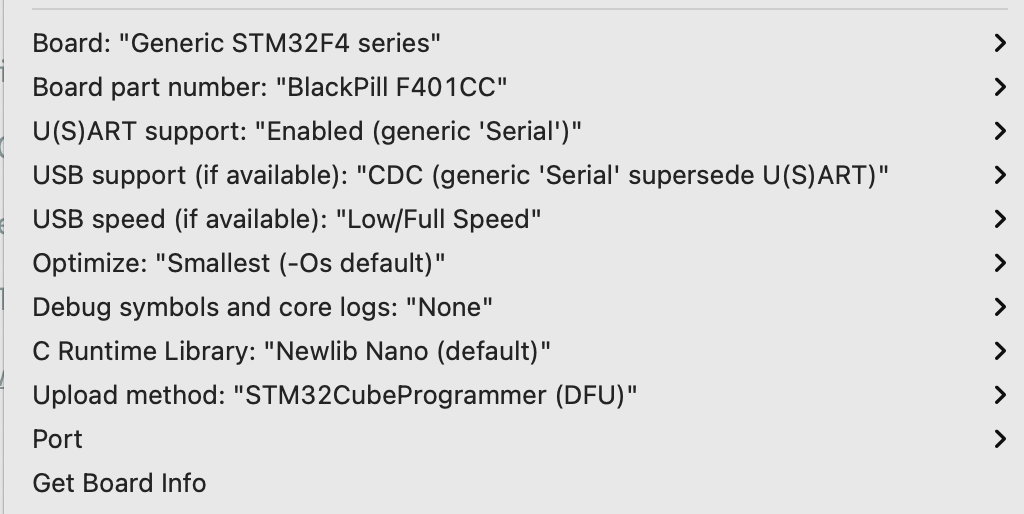 Board: "Generic STM32F4 series"
Board part number: "BlackPill F401CC"
U(S)ART support: "Enabled (generic 'Serial')"
USB support (if available): "CDC (generic 'Serial' supersede U(S)ART)"
USB speed (if available): "Low/Full Speed"
Optimize: "Smallest (-Os default)"
Debug symbols and core logs: "None"
C Runtime Library: "Newlib Nano (default)"
Upload method: "STM32CubeProgrammer (DFU)"
Port
Get Board Info